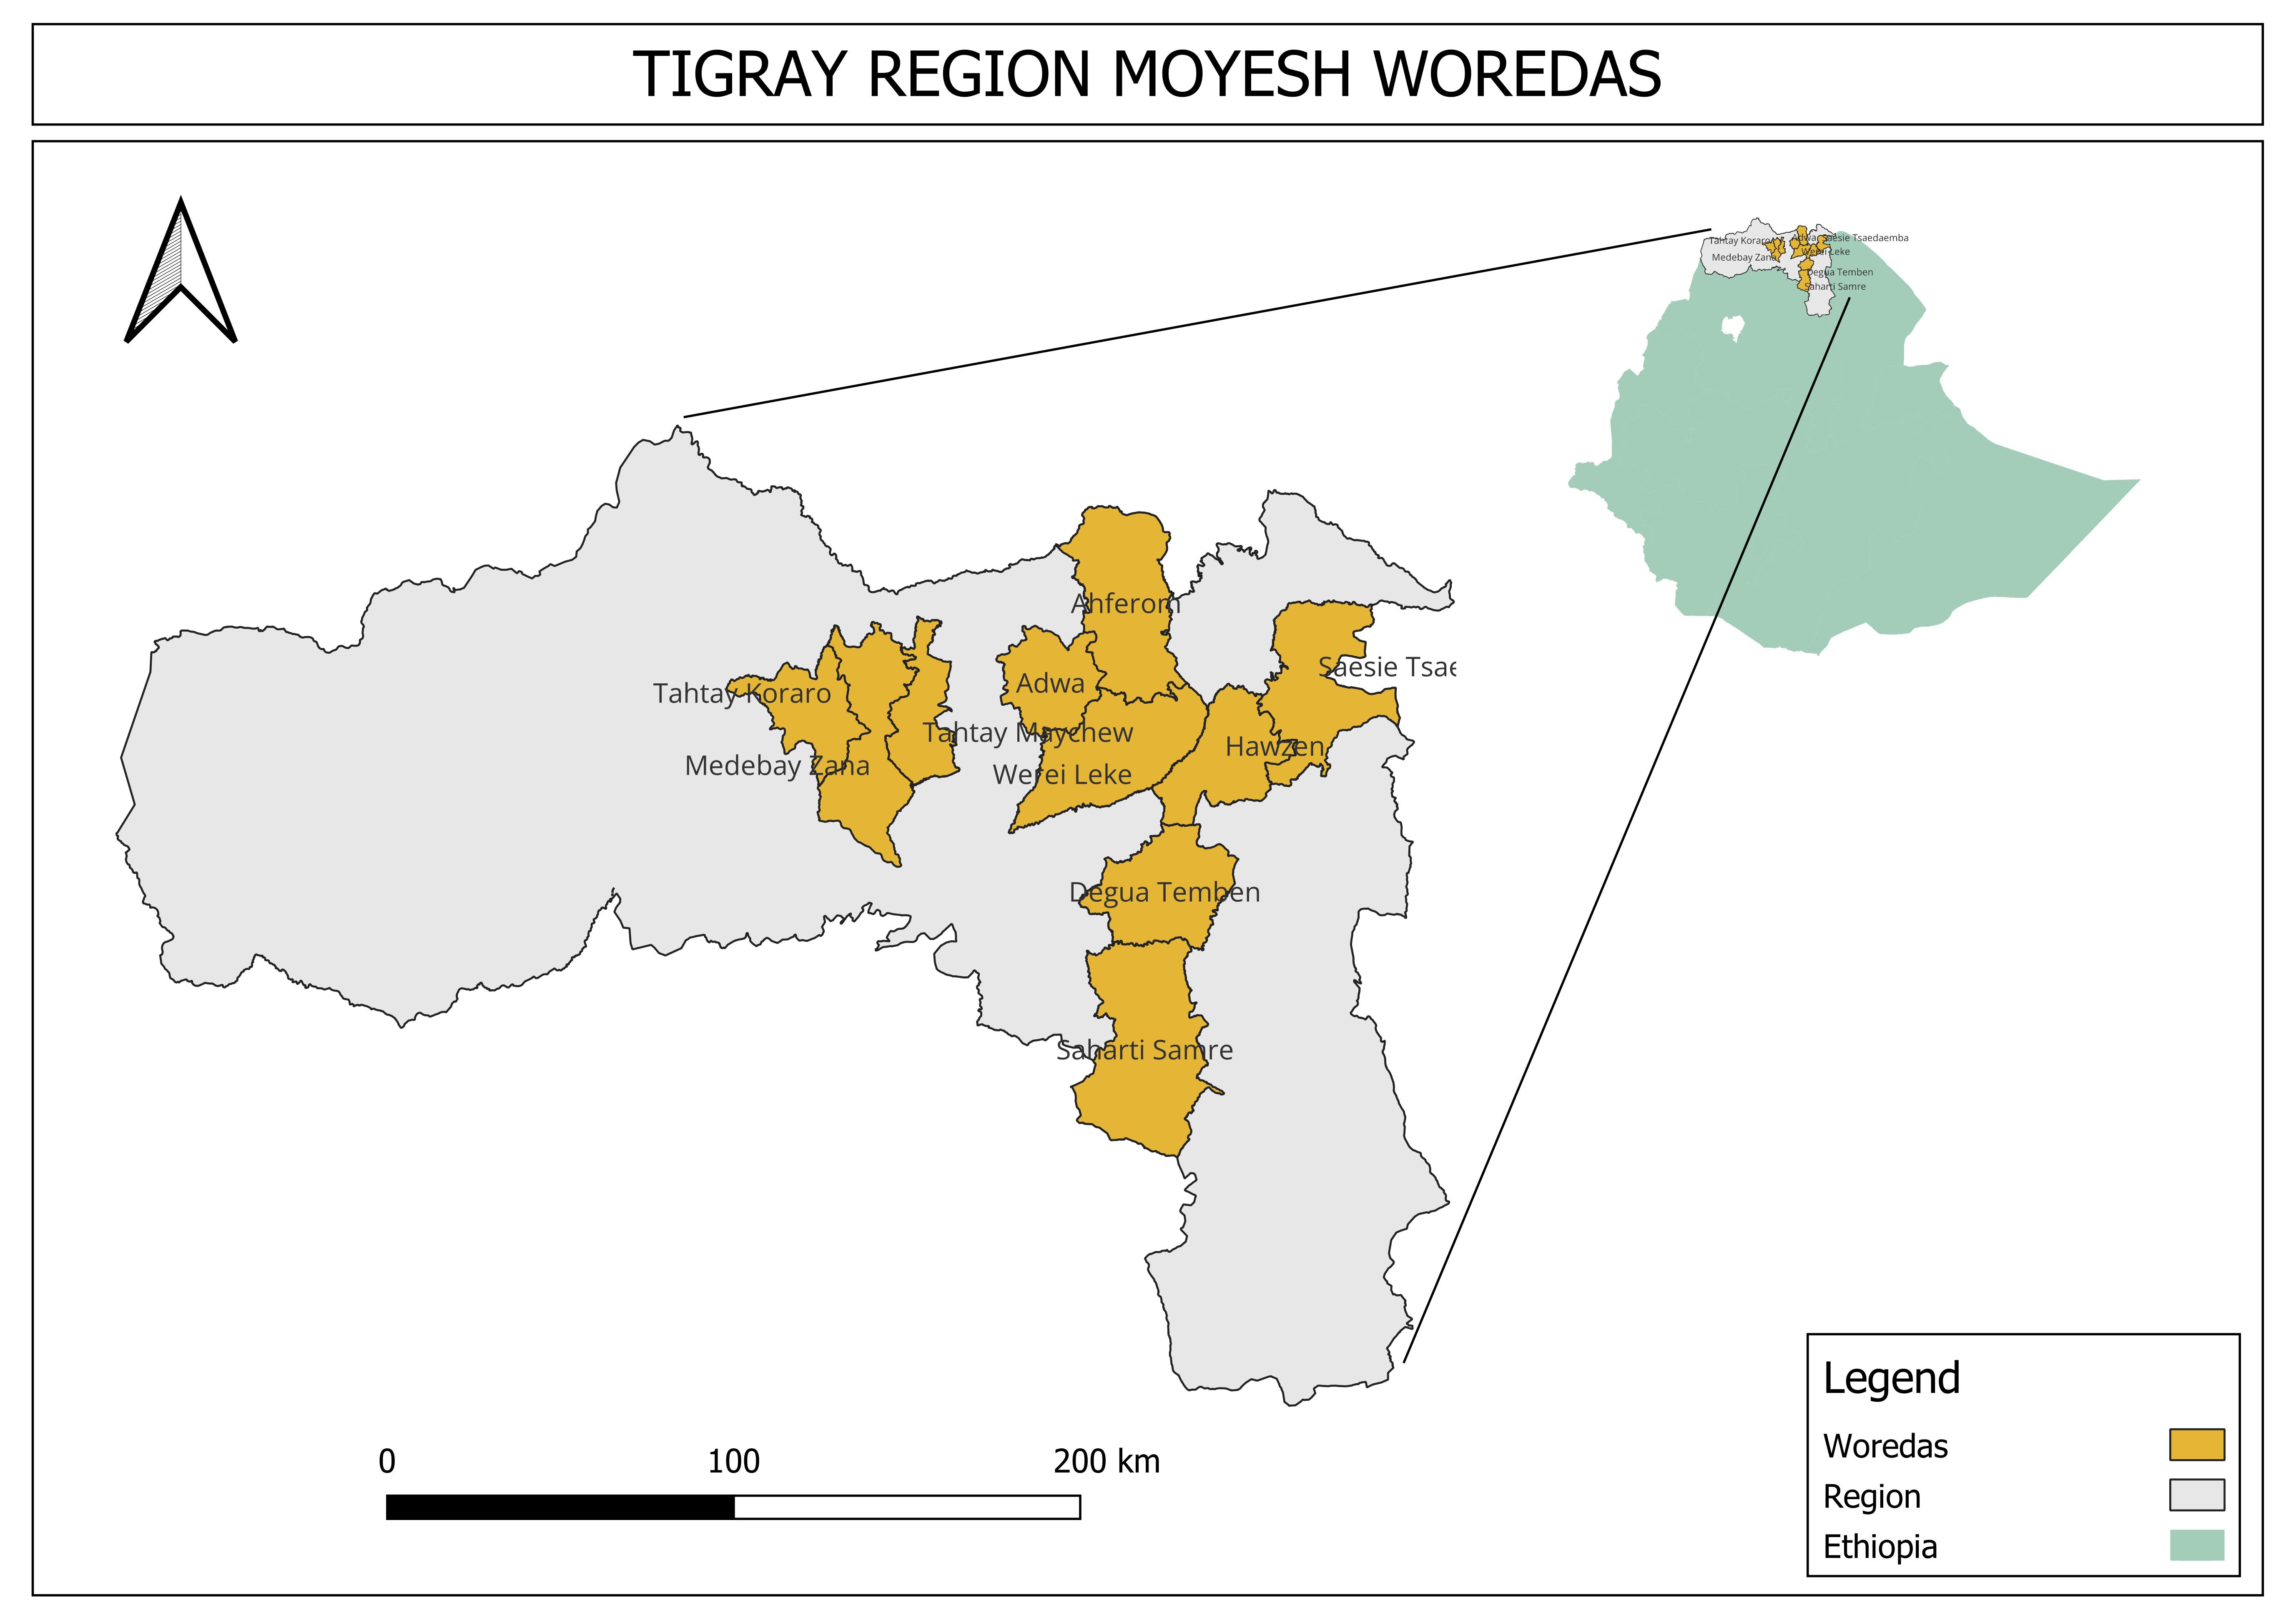 TIGRAY REGION MOYESH WOREDAS
Tahtay Koraro
Adwa
Saesie Tsaedaemba
Werei Leke
Medebay Zana
Degua Temben
Saharti Samre
Ahferom
Saesie Tsae
Adwa
Tahtay Koraro
Tahtay Maychew
Hawzen
Medebay Zana
Werei Leke
Degua Temben
Saharti Samre
0 100 200 km
Legend
Woredas
Region
Ethiopia